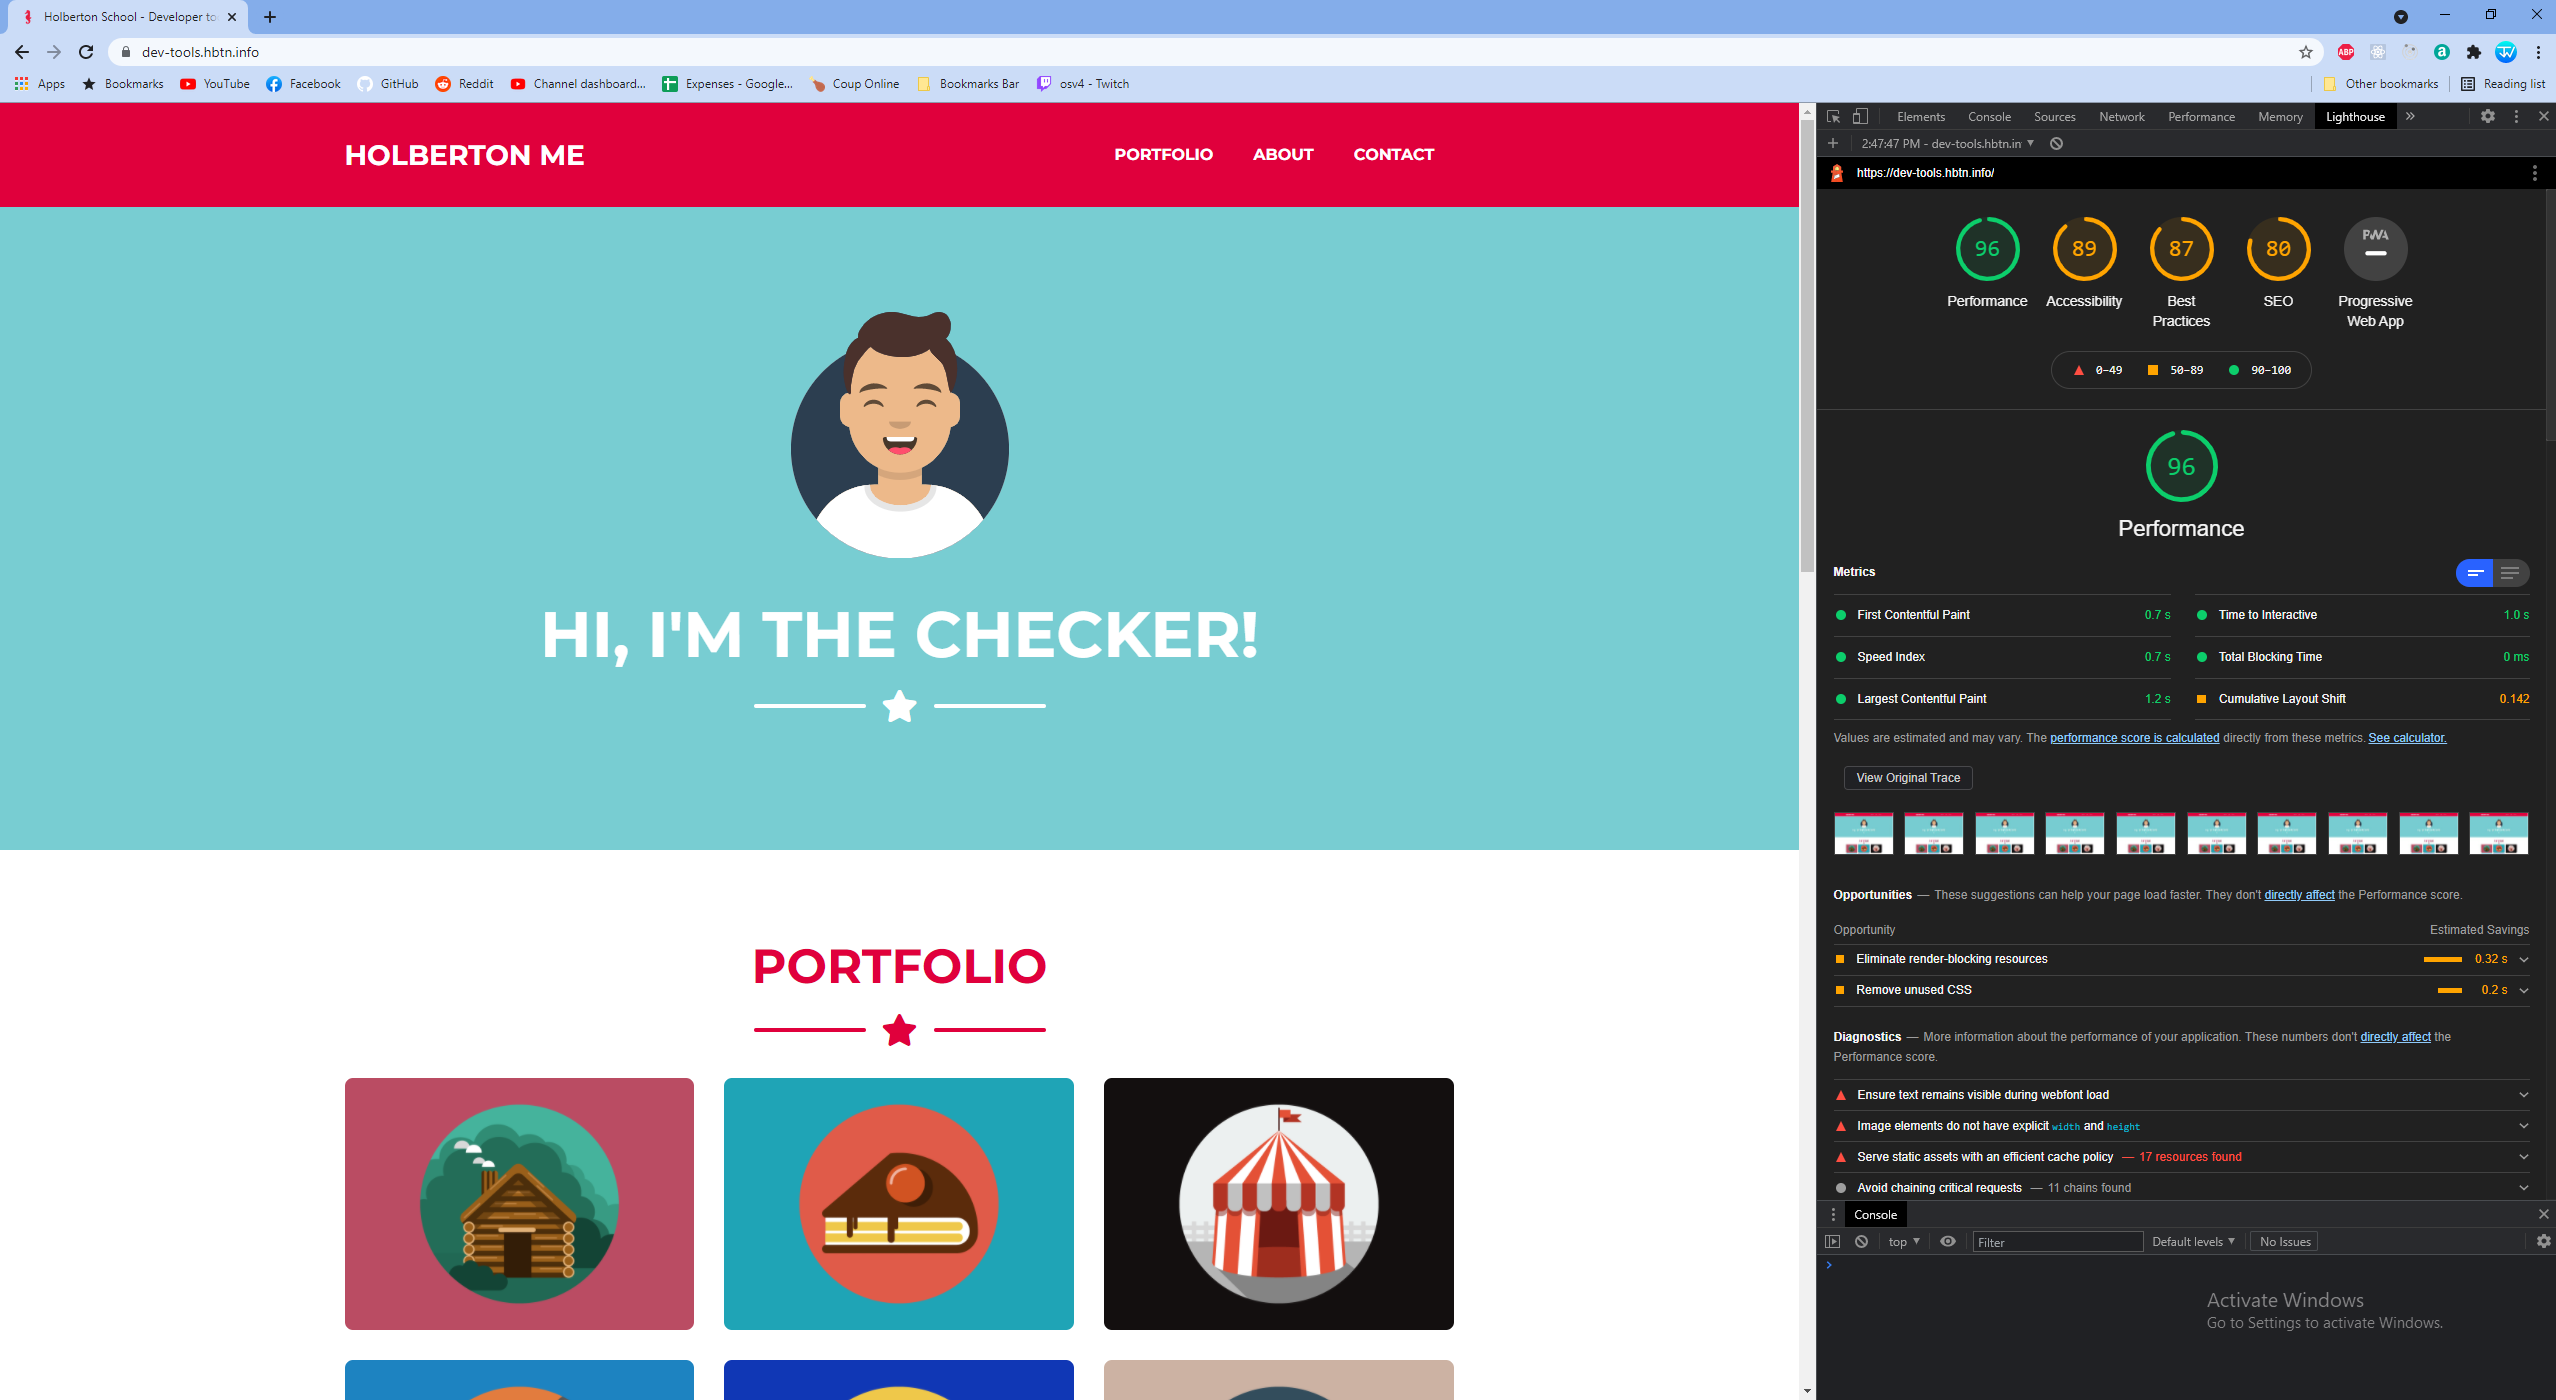 Holberton School - Developer to
dev-tools.hbtn.info
ABP
Apps Bookmarks YouTube Facebook GitHub Reddit Channel dashboard... Expenses - Google... Coup Online Bookmarks Bar osv4 - Twitch Other bookmarks Reading list
HOLBERTON ME PORTFOLIO ABOUT CONTACT
HI, I'M THE CHECKER!
PORTFOLIO
Elements Console Sources Network Performance Memory Lighthouse
2:47:47 PM - dev-tools.hbtn.in
https://dev-tools.hbtn.info/
96 89 87 80 PWA
Performance Accessibility Best Practices SEO Progressive Web App
0–49 50–89 90–100
96
Performance
Metrics
First Contentful Paint 0.7 s Time to Interactive 1.0 s
Speed Index 0.7 s Total Blocking Time 0 ms
Largest Contentful Paint 1.2 s Cumulative Layout Shift 0.142
Values are estimated and may vary. The performance score is calculated directly from these metrics. See calculator.
View Original Trace
Opportunities — These suggestions can help your page load faster. They don't directly affect the Performance score.
Opportunity Estimated Savings
Eliminate render-blocking resources 0.32 s
Remove unused CSS 0.2 s
Diagnostics — More information about the performance of your application. These numbers don't directly affect the
Performance score.
Ensure text remains visible during webfont load
Image elements do not have explicit width and height
Serve static assets with an efficient cache policy — 17 resources found
Avoid chaining critical requests — 11 chains found
Console
top Filter Default levels No Issues
Activate Windows
Go to Settings to activate Windows.